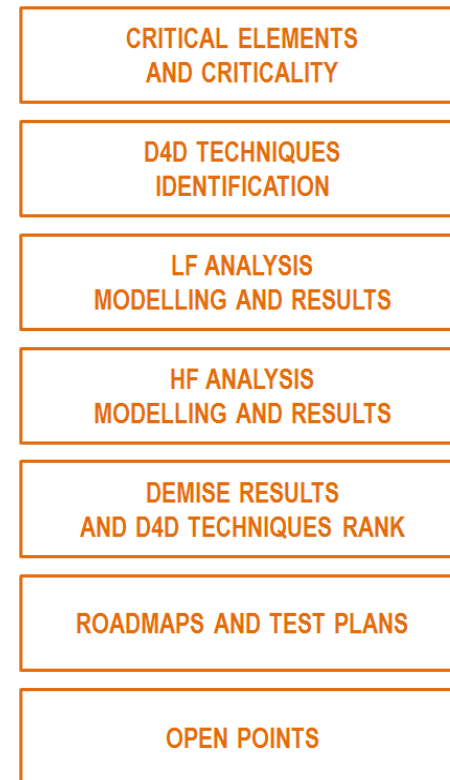 CRITICAL ELEMENTS
AND CRITICALITY
D4D TECHNIQUES
IDENTIFICATION
LF ANALYSIS
MODELLING AND RESULTS
HF ANALYSIS
MODELLING AND RESULTS
DEMISE RESULTS
AND D4D TECHNIQUES RANK
ROADMAPS AND TEST PLANS
OPEN POINTS